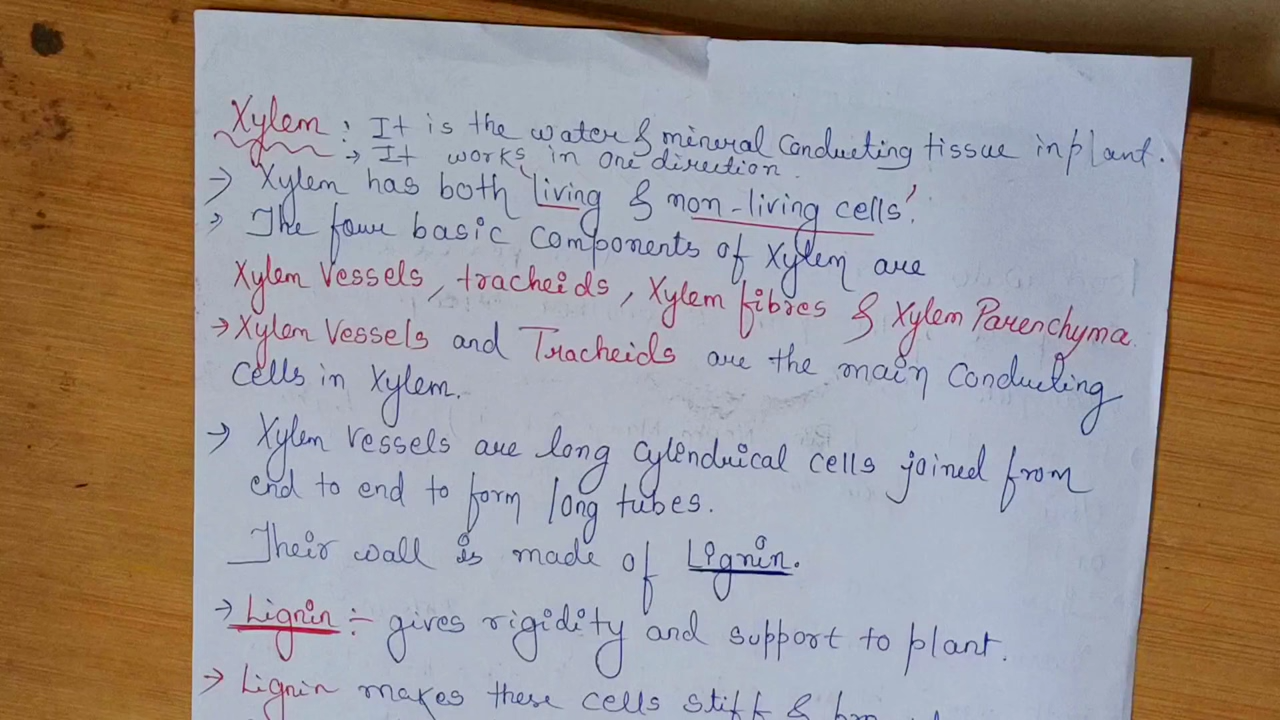 Xylem : It is the water & mineral conducting tissue in plant.
→ It works in one direction.
→ Xylem has both living & non-living cells.
→ The four basic components of Xylem are
Xylem Vessels, tracheids, Xylem fibres & Xylem Parenchyma.
→ Xylem Vessels and Tracheids are the main conducting
cells in Xylem.
→ Xylem vessels are long cylendrical cells joined from
end to end to form long tubes.
Their wall is made of Lignin.
→ Lignin :- gives rigidity and support to plant.
→ Lignin makes these cells stiff &